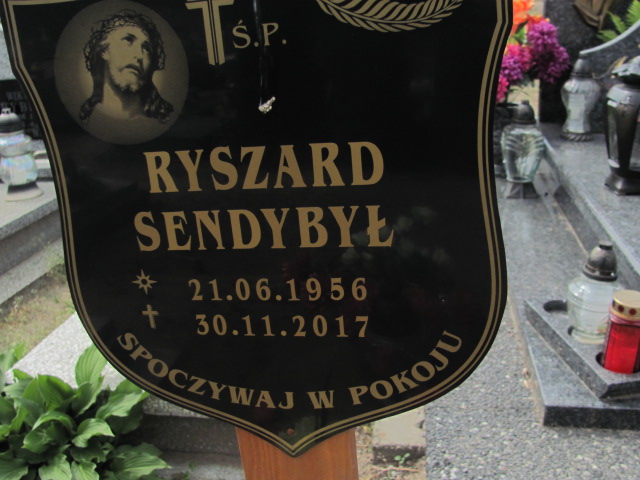 Ś.P.
RYSZARD
SENDYBYŁ
21.06.1956
30.11.2017
SPOCZYWAJ W POKOJU